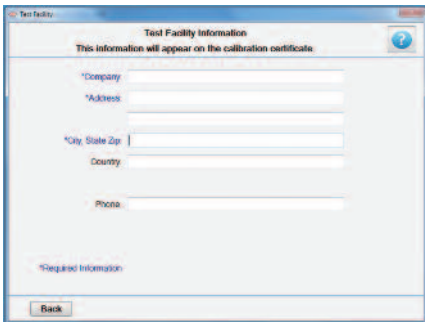 Test Facility
Test Facility Information
This information will appear on the calibration certificate
?
*Company:
*Address:
*City, State Zip:
Country:
Phone:
*Required Information
Back